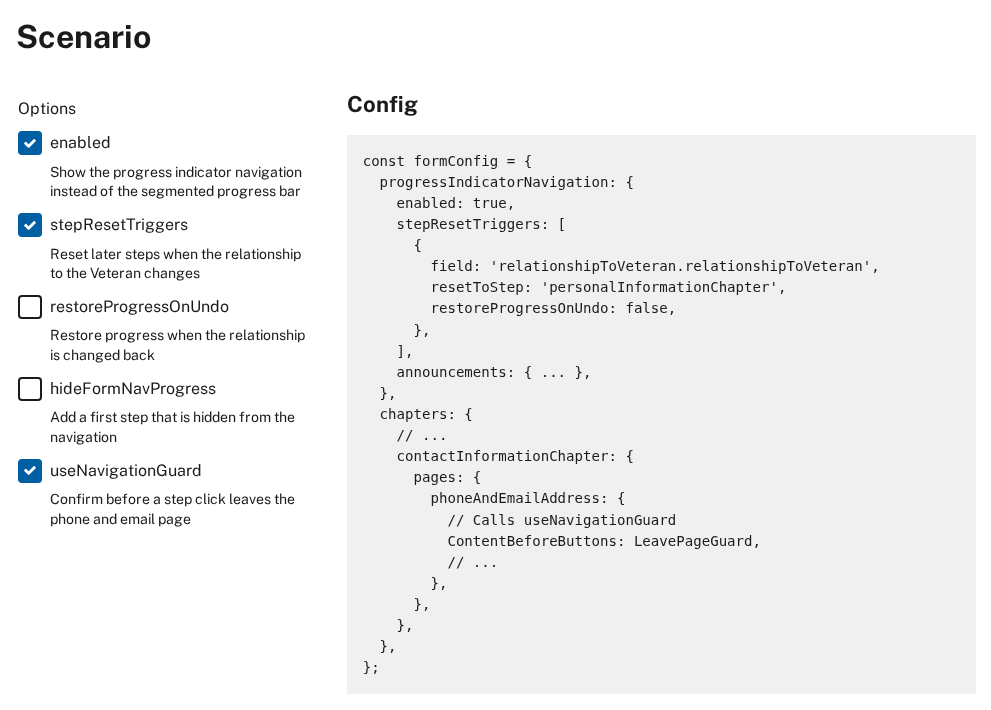 Scenario
Options
enabled
Show the progress indicator navigation
instead of the segmented progress bar
stepResetTriggers
Reset later steps when the relationship
to the Veteran changes
restoreProgressOnUndo
Restore progress when the relationship
is changed back
hideFormNavProgress
Add a first step that is hidden from the
navigation
useNavigationGuard
Confirm before a step click leaves the
phone and email page
Config
const formConfig = {
  progressIndicatorNavigation: {
    enabled: true,
    stepResetTriggers: [
      {
        field: 'relationshipToVeteran.relationshipToVeteran',
        resetToStep: 'personalInformationChapter',
        restoreProgressOnUndo: false,
      },
    ],
    announcements: { ... },
  },
  chapters: {
    // ...
    contactInformationChapter: {
      pages: {
        phoneAndEmailAddress: {
          // Calls useNavigationGuard
          ContentBeforeButtons: LeavePageGuard,
          // ...
        },
      },
    },
  },
};